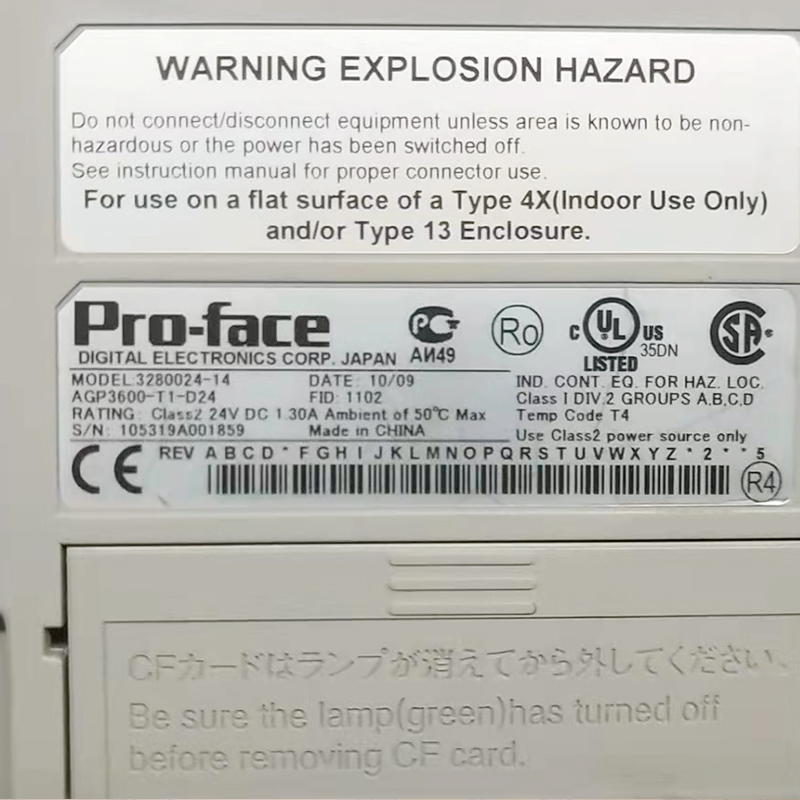 WARNING EXPLOSION HAZARD
Do not connect/disconnect equipment unless area is known to be non-
hazardous or the power has been switched off.
See instruction manual for proper connector use.
For use on a flat surface of a Type 4X(Indoor Use Only)
and/or Type 13 Enclosure.
Pro-face
DIGITAL ELECTRONICS CORP. JAPAN
PC
АИ49
Ro
C UL US
LISTED 35DN
SA
MODEL:3280024-14 DATE: 10/09
AGP3600-T1-D24 FID: 1102
RATING: Class2 24V DC 1.30A Ambient of 50℃ Max
S/N: 105319A001859 Made in CHINA
IND. CONT. EQ. FOR HAZ. LOC.
Class I DIV.2 GROUPS A,B,C,D
Temp Code T4
Use Class2 power source only
CE
REV A B C D * F G H I J K L M N O P Q R S T U V W X Y Z * 2 * * 5
R4
CFカードはランプが消えてから外してください。
Be sure the lamp(green)has turned off
before removing CF card.